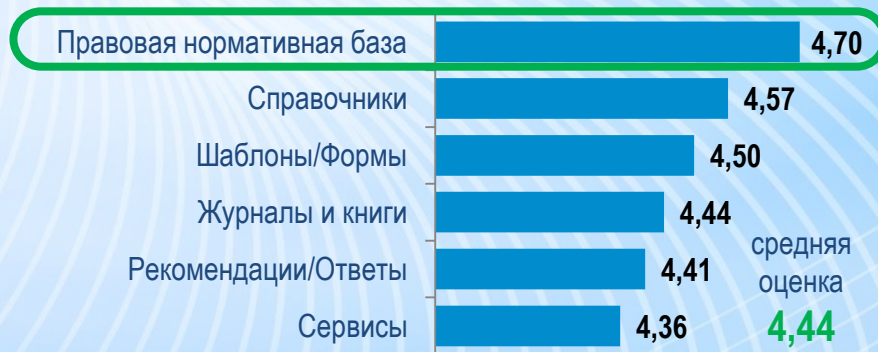 Правовая нормативная база 4,70
Справочники 4,57
Шаблоны/Формы 4,50
Журналы и книги 4,44
Рекомендации/Ответы 4,41
Сервисы 4,36
средняя
оценка
4,44